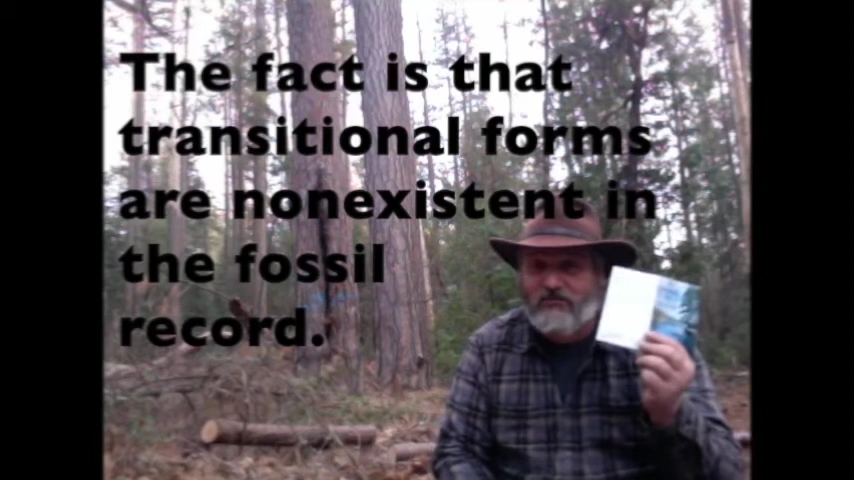 The fact is that
transitional forms
are nonexistent in
the fossil
record.